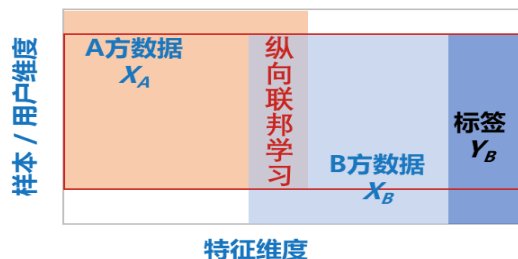 样本 / 用户维度
A方数据
X_A
纵向联邦学习
B方数据
X_B
标签
Y_B
特征维度